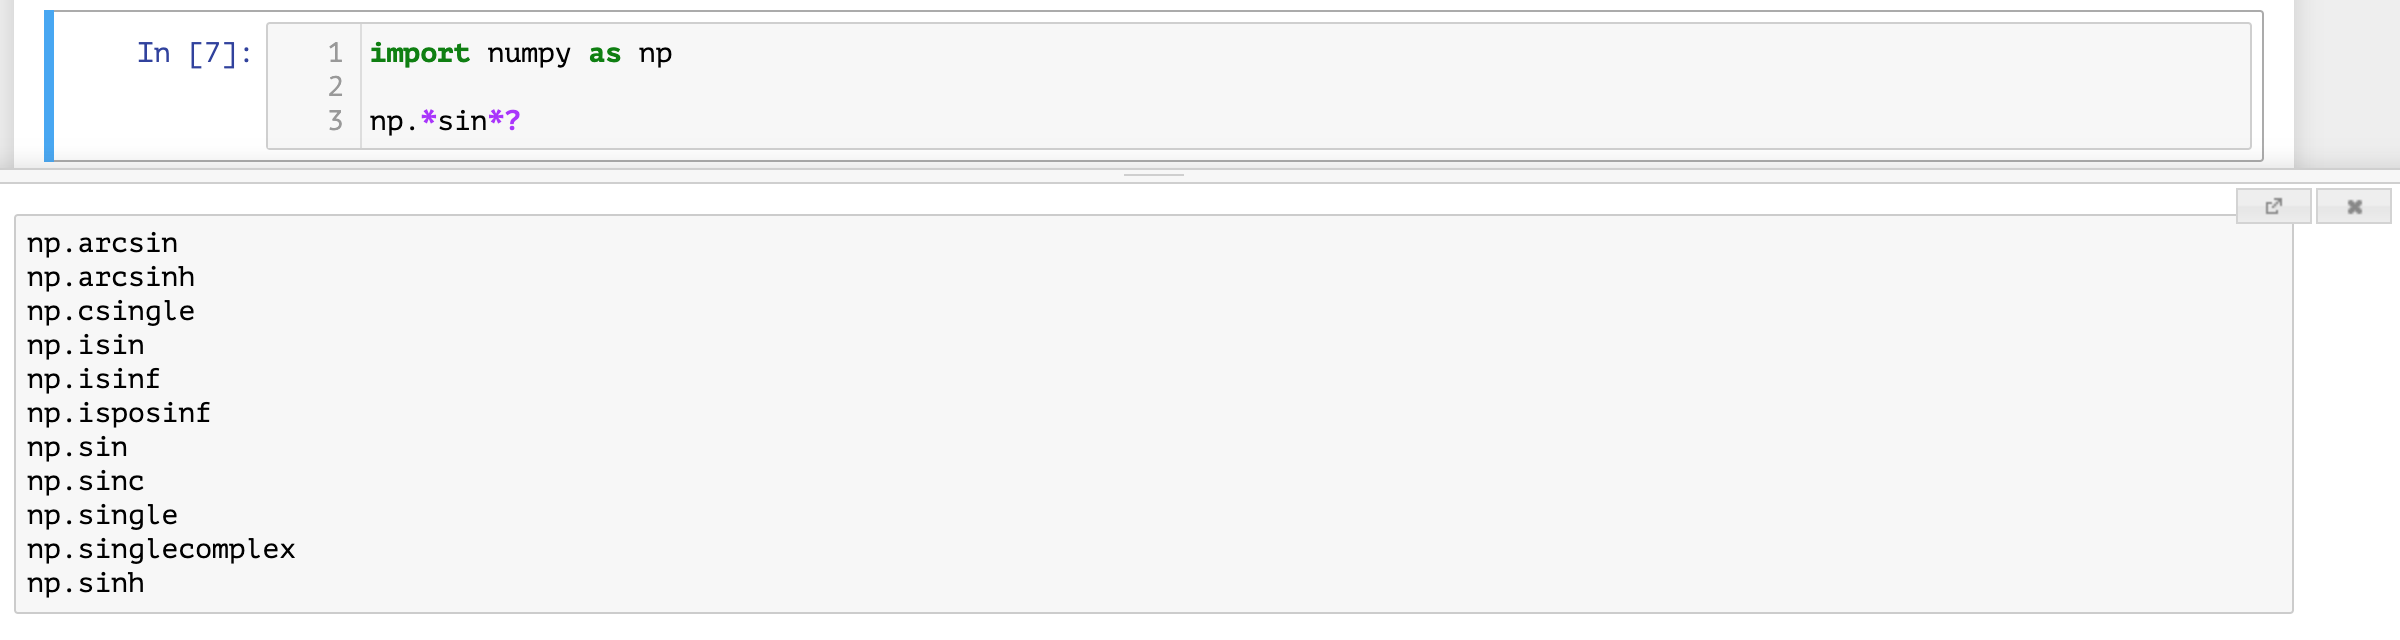 In [7]:
1 import numpy as np
2
3 np.*sin*?
np.arcsin
np.arcsinh
np.csingle
np.isin
np.isinf
np.isposinf
np.sin
np.sinc
np.single
np.singlecomplex
np.sinh